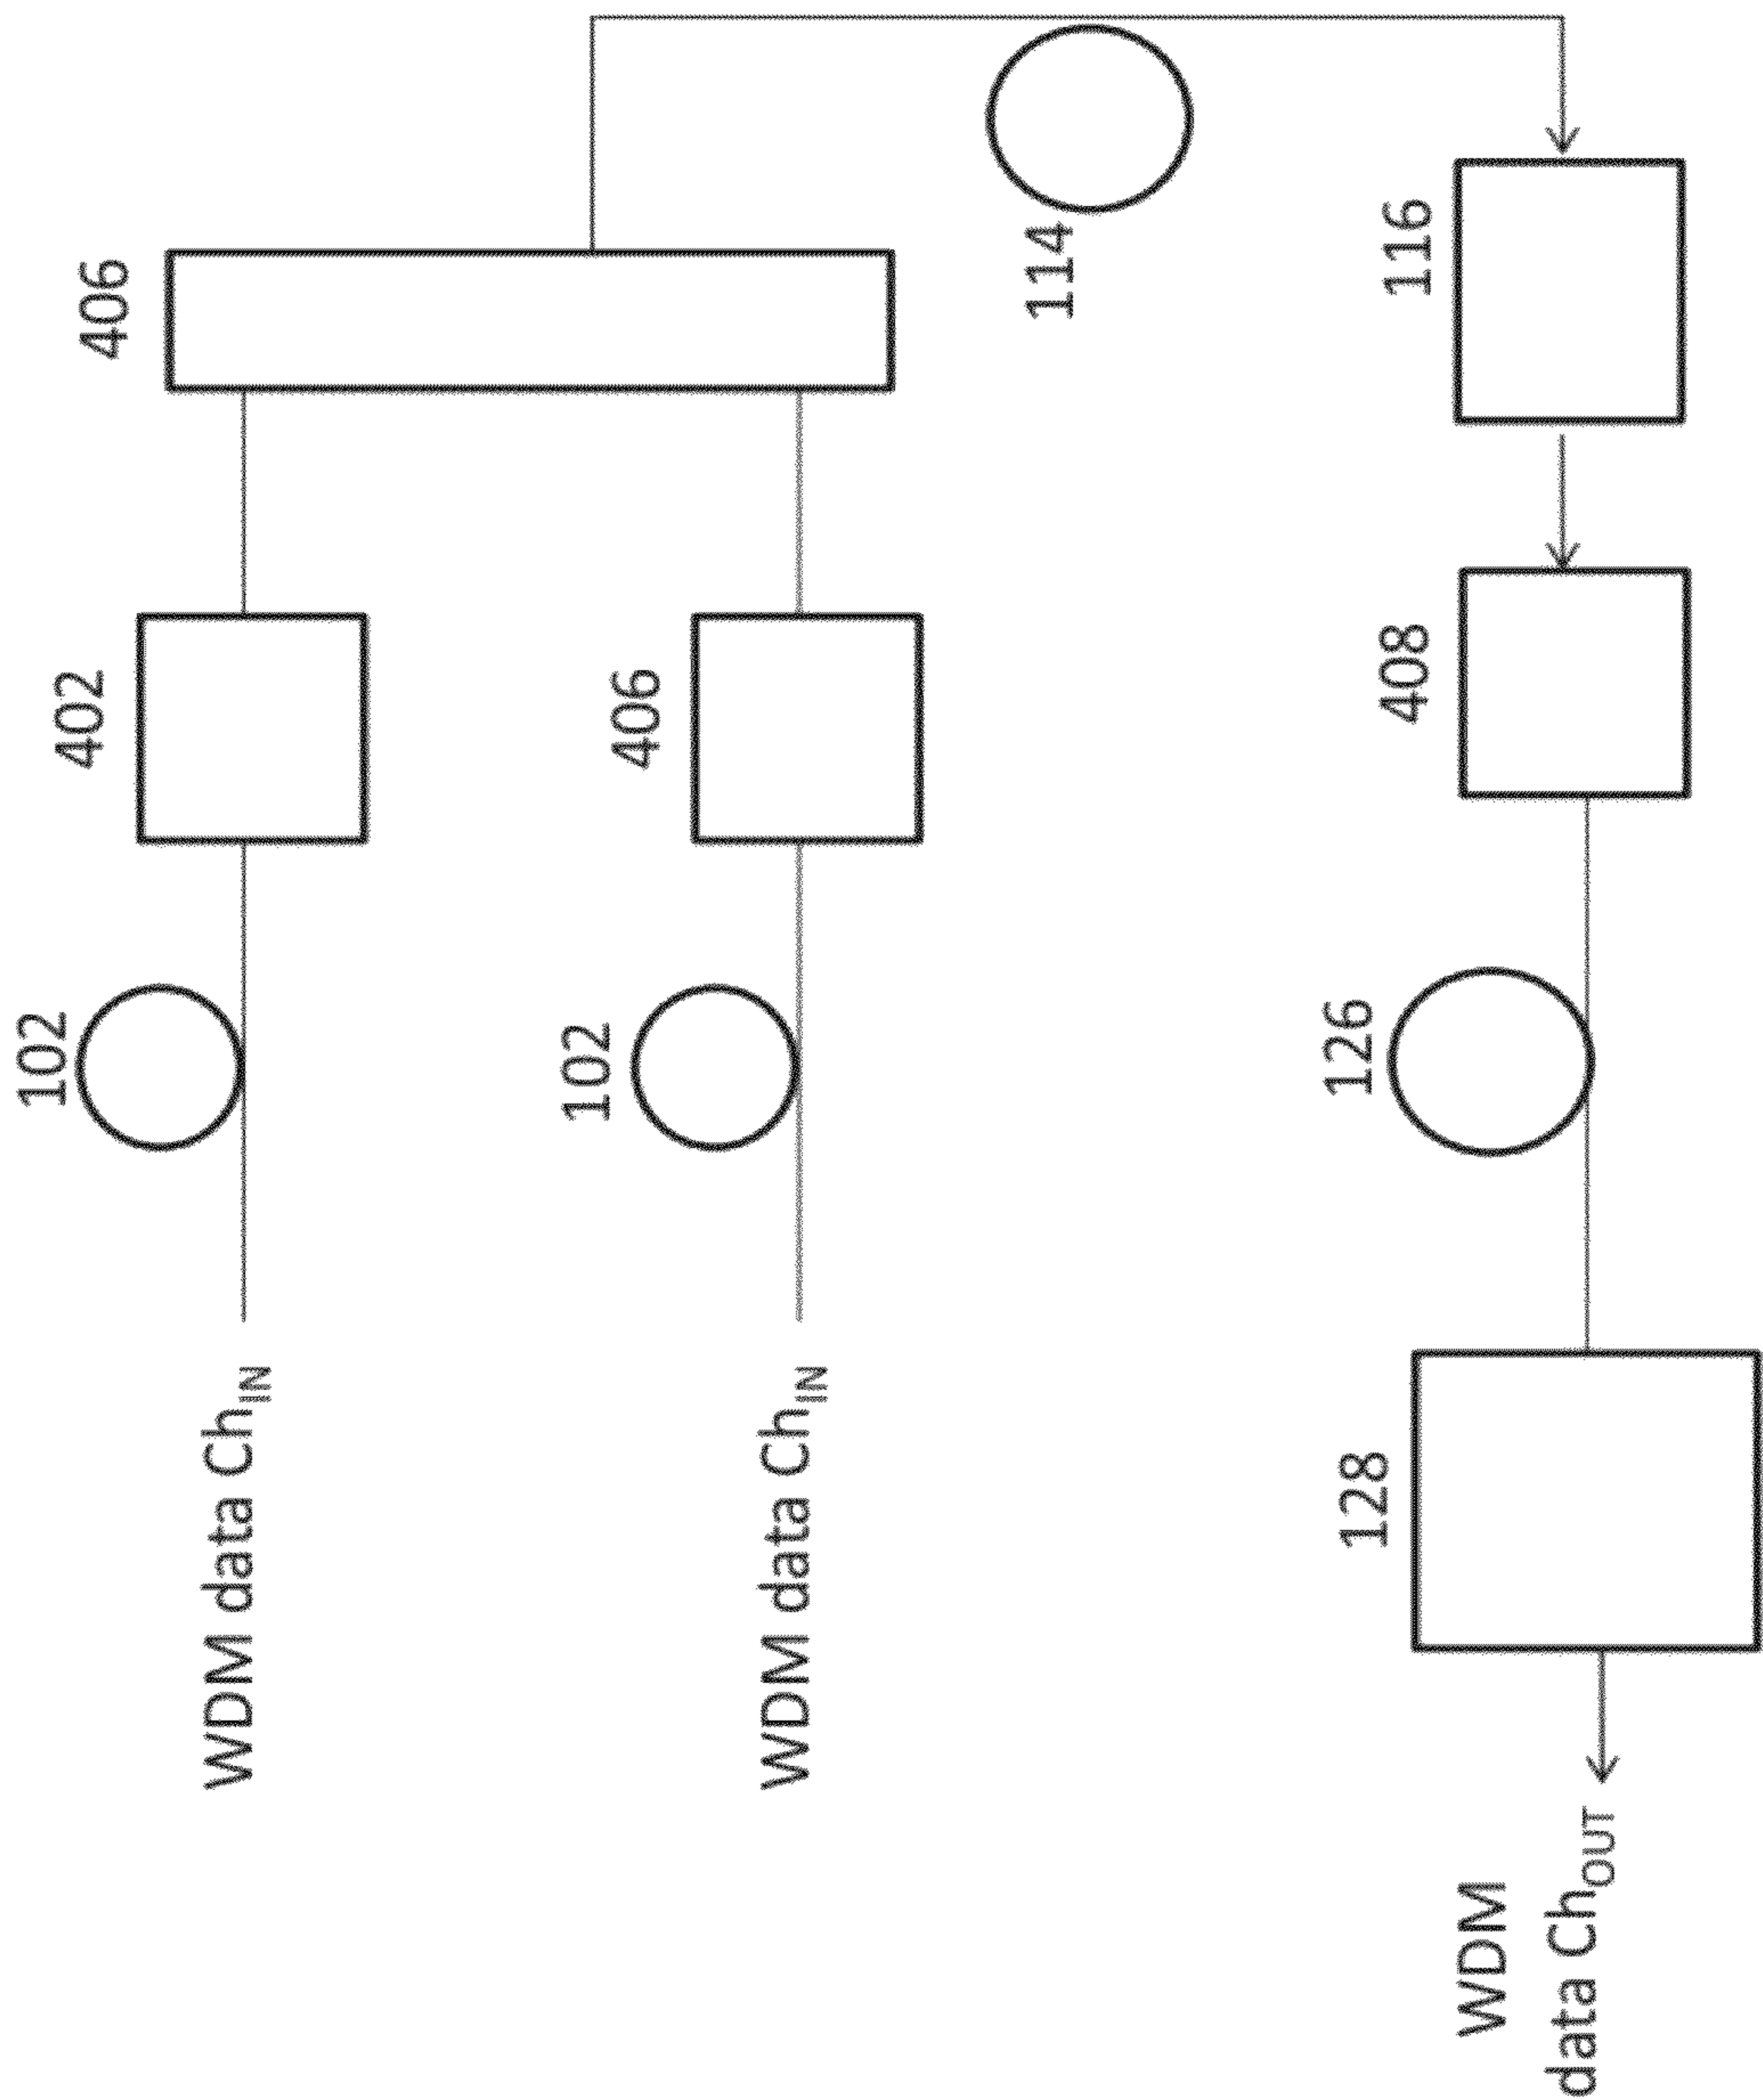 WDM data Ch_IN
102
402
406
WDM data Ch_IN
102
406
114
WDM
data Ch_OUT
128
126
408
116